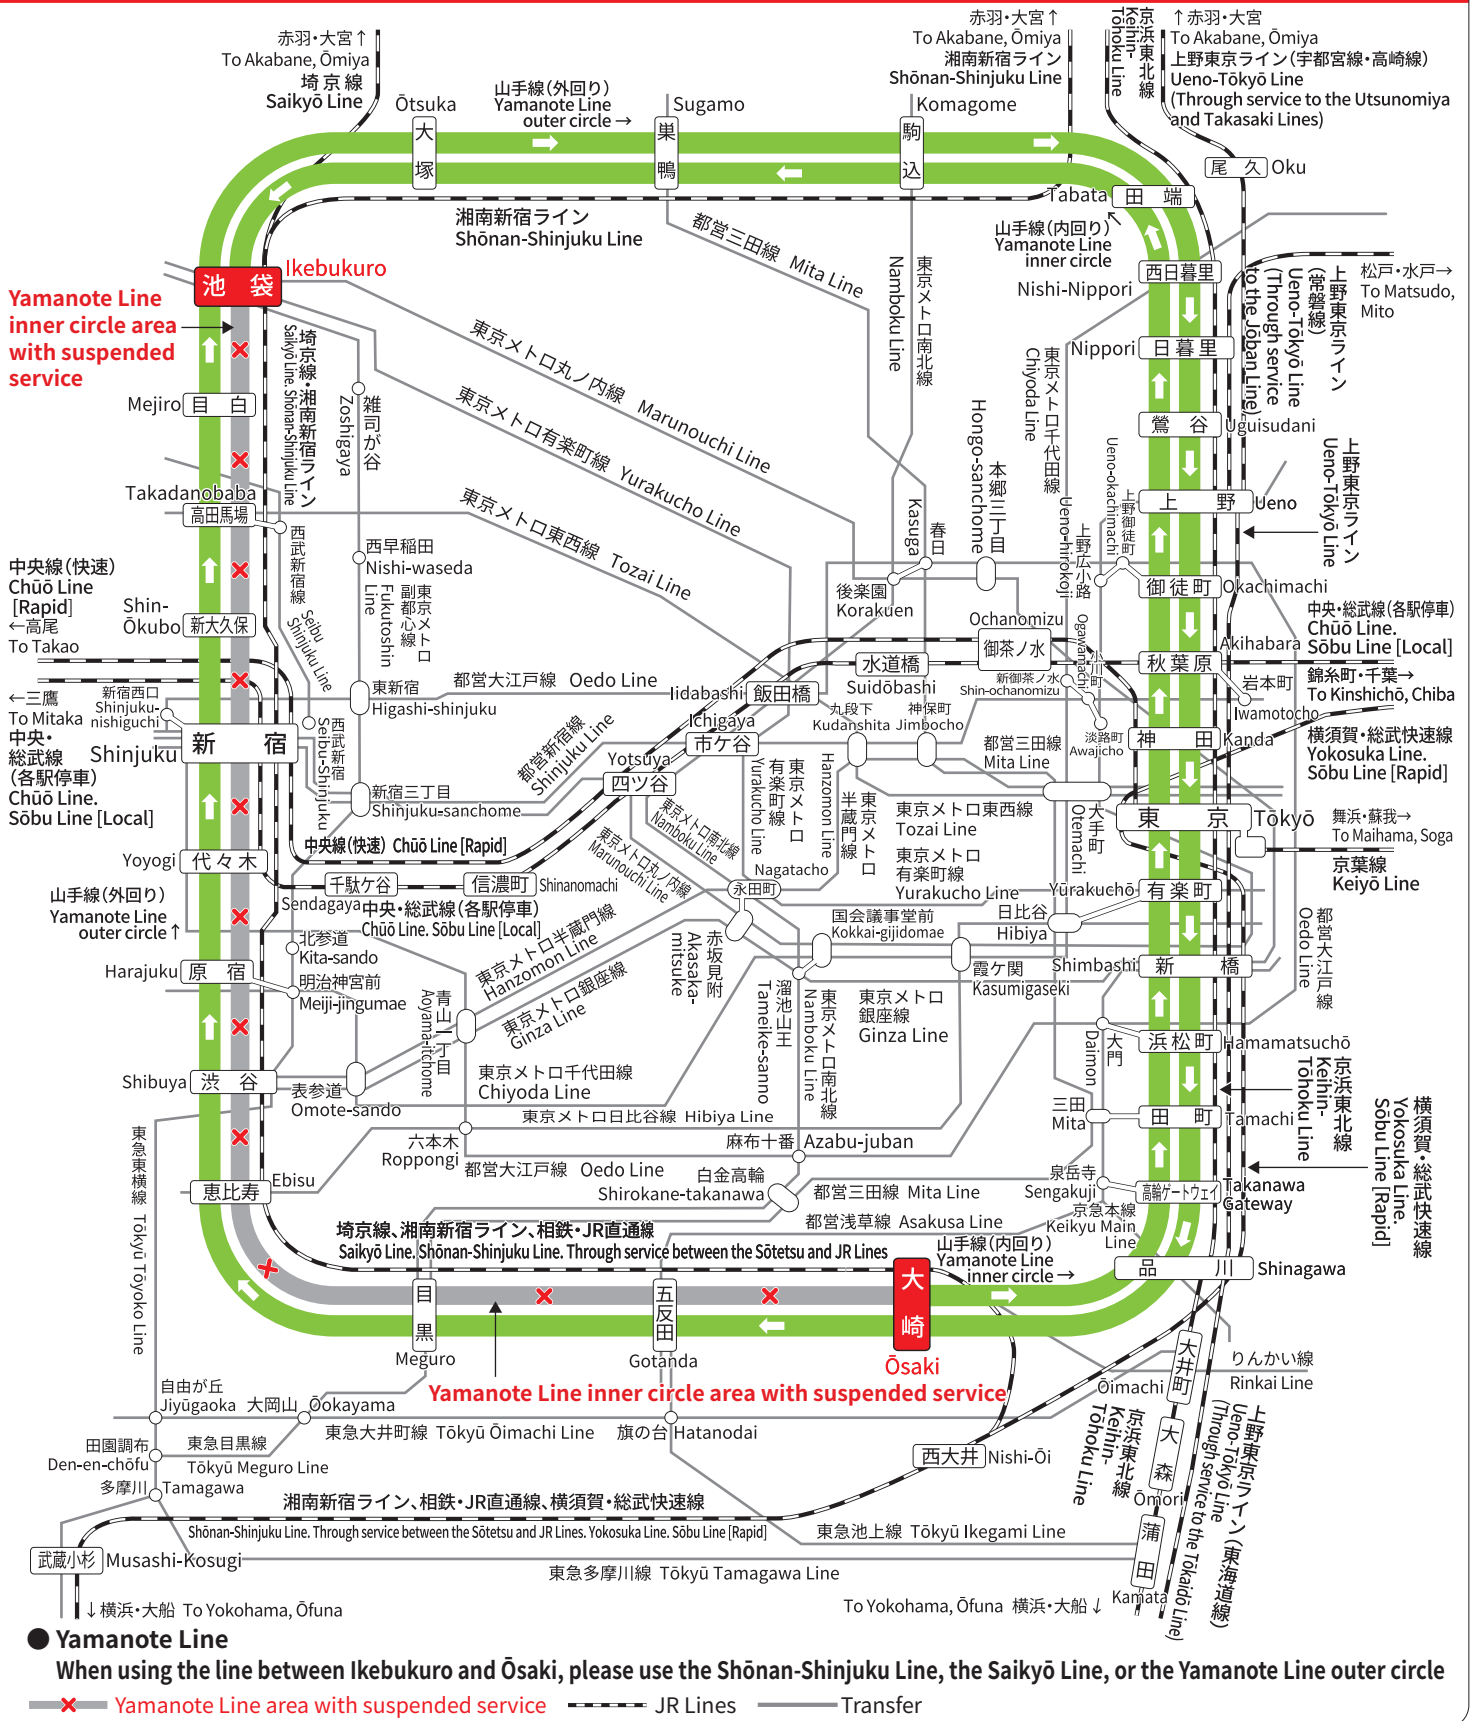 赤羽・大宮↑
To Akabane, Ōmiya
埼京線
Saikyō Line
Ōtsuka
大塚
山手線(外回り)
Yamanote Line
outer circle →
Sugamo
巣鴨
Komagome
駒込
赤羽・大宮↑
To Akabane, Ōmiya
湘南新宿ライン
Shōnan-Shinjuku Line
京浜東北線
Keihin-
Tōhoku Line
↑赤羽・大宮
To Akabane, Ōmiya
上野東京ライン(宇都宮線・高崎線)
Ueno-Tōkyō Line
(Through service to the Utsunomiya
and Takasaki Lines)
尾久 Oku
Tabata 田端
湘南新宿ライン
Shōnan-Shinjuku Line
都営三田線 Mita Line
東京メトロ南北線
Namboku Line
山手線(内回り)
Yamanote Line
inner circle
西日暮里
Nishi-Nippori
上野東京ライン
(常磐線)
Ueno-Tōkyō Line
(Through service
to the Jōban Line)
松戸・水戸→
To Matsudo,
Mito
池袋 Ikebukuro
Yamanote Line
inner circle area
with suspended
service
埼京線・湘南新宿ライン
Saikyō Line. Shōnan-Shinjuku Line
東京メトロ丸ノ内線 Marunouchi Line
東京メトロ有楽町線 Yurakucho Line
東京メトロ東西線 Tozai Line
Nippori 日暮里
東京メトロ千代田線
Chiyoda Line
Mejiro 目白
雑司が谷
Zoshigaya
鶯谷 Uguisudani
Hongo-sanchome
本郷三丁目
Ueno-okachimachi
上野御徒町
上野東京ライン
Ueno-Tōkyō Line
Takadanobaba
高田馬場
西武新宿線
Seibu
Shinjuku Line
上野 Ueno
Kasuga
春日
Ueno-hirokoji
上野広小路
西早稲田
Nishi-waseda
東京メトロ
副都心線
Fukutoshin
Line
後楽園
Korakuen
御徒町 Okachimachi
中央線(快速)
Chūō Line
[Rapid]
←高尾
To Takao
Shin-
Ōkubo 新大久保
Ochanomizu
御茶ノ水
Ogawamachi
小川町
中央・総武線(各駅停車)
Chūō Line.
Sōbu Line [Local]
Akihabara
秋葉原
水道橋
Suidōbashi
新御茶ノ水
Shin-ochanomizu
岩本町
Iwamotocho
錦糸町・千葉→
To Kinshichō, Chiba
←三鷹
To Mitaka
中央・
総武線
(各駅停車)
Chūō Line.
Sōbu Line [Local]
新宿西口
Shinjuku-
nishiguchi
東新宿
Higashi-shinjuku
都営大江戸線 Oedo Line
Iidabashi 飯田橋
九段下
Kudanshita
神保町
Jimbocho
淡路町
Awajicho
神田 Kanda
横須賀・総武快速線
Yokosuka Line.
Sōbu Line [Rapid]
Shinjuku 新宿
西武新宿
Seibu-Shinjuku
都営新宿線
Shinjuku Line
Ichigaya
市ケ谷
Yotsuya
四ツ谷
都営三田線
Mita Line
新宿三丁目
Shinjuku-sanchome
東京メトロ
有楽町線
Yurakucho Line
Hanzomon Line
東京メトロ
半蔵門線
東京メトロ南北線
Namboku Line
東京メトロ丸ノ内線
Marunouchi Line
東京メトロ東西線
Tozai Line
大手町
Otemachi
東京 Tōkyō
舞浜・蘇我→
To Maihama, Soga
京葉線
Keiyō Line
中央線(快速) Chūō Line [Rapid]
Yoyogi 代々木
千駄ケ谷
Sendagaya
信濃町 Shinanomachi
中央・総武線(各駅停車)
Chūō Line. Sōbu Line [Local]
Nagatacho
永田町
東京メトロ
有楽町線
Yurakucho Line
Yūrakuchō 有楽町
山手線(外回り)
Yamanote Line
outer circle ↑
北参道
Kita-sando
東京メトロ半蔵門線
Hanzomon Line
赤坂見附
Akasaka-
mitsuke
国会議事堂前
Kokkai-gijidomae
日比谷
Hibiya
都営大江戸線
Oedo Line
Harajuku 原宿
明治神宮前
Meiji-jingumae
青山一丁目
Aoyama-itchome
東京メトロ銀座線
Ginza Line
溜池山王
Tameike-sanno
東京メトロ南北線
Namboku Line
東京メトロ
銀座線
Ginza Line
霞ケ関
Kasumigaseki
Shimbashi 新橋
大門
Daimon
浜松町 Hamamatsuchō
Shibuya 渋谷
表参道
Omote-sando
東京メトロ千代田線
Chiyoda Line
東京メトロ日比谷線 Hibiya Line
京浜東北線
Keihin-
Tōhoku Line
横須賀・総武快速線
Yokosuka Line.
Sōbu Line [Rapid]
三田
Mita
田町 Tamachi
東急東横線 Tōkyū Tōyoko Line
六本木
Roppongi
麻布十番 Azabu-juban
都営大江戸線 Oedo Line
白金高輪
Shirokane-takanawa
都営三田線 Mita Line
泉岳寺
Sengakuji
高輪ゲートウェイ Takanawa
Gateway
恵比寿 Ebisu
都営浅草線 Asakusa Line
京急本線
Keikyu Main
Line
埼京線、湘南新宿ライン、相鉄・JR直通線
Saikyō Line. Shōnan-Shinjuku Line. Through service between the Sōtetsu and JR Lines
山手線(内回り)
Yamanote Line
inner circle →
品川 Shinagawa
目黒
Meguro
五反田
Gotanda
大崎
Ōsaki
Yamanote Line inner circle area with suspended service
大井町
Ōimachi
りんかい線
Rinkai Line
自由が丘
Jiyūgaoka
大岡山 Ōokayama
東急大井町線 Tōkyū Ōimachi Line
旗の台 Hatanodai
田園調布
Den-en-chōfu
東急目黒線
Tōkyū Meguro Line
西大井 Nishi-Ōi
京浜東北線
Keihin-
Tōhoku Line
大森
Ōmori
上野東京ライン(東海道線)
Ueno-Tōkyō Line
(Through service to the Tōkaidō Line)
多摩川 Tamagawa
湘南新宿ライン、相鉄・JR直通線、横須賀・総武快速線
Shōnan-Shinjuku Line. Through service between the Sōtetsu and JR Lines. Yokosuka Line. Sōbu Line [Rapid]
東急池上線 Tōkyū Ikegami Line
武蔵小杉 Musashi-Kosugi
東急多摩川線 Tōkyū Tamagawa Line
蒲田
Kamata
↓横浜・大船 To Yokohama, Ōfuna
To Yokohama, Ōfuna 横浜・大船↓
● Yamanote Line
When using the line between Ikebukuro and Ōsaki, please use the Shōnan-Shinjuku Line, the Saikyō Line, or the Yamanote Line outer circle
Yamanote Line area with suspended service
JR Lines
Transfer